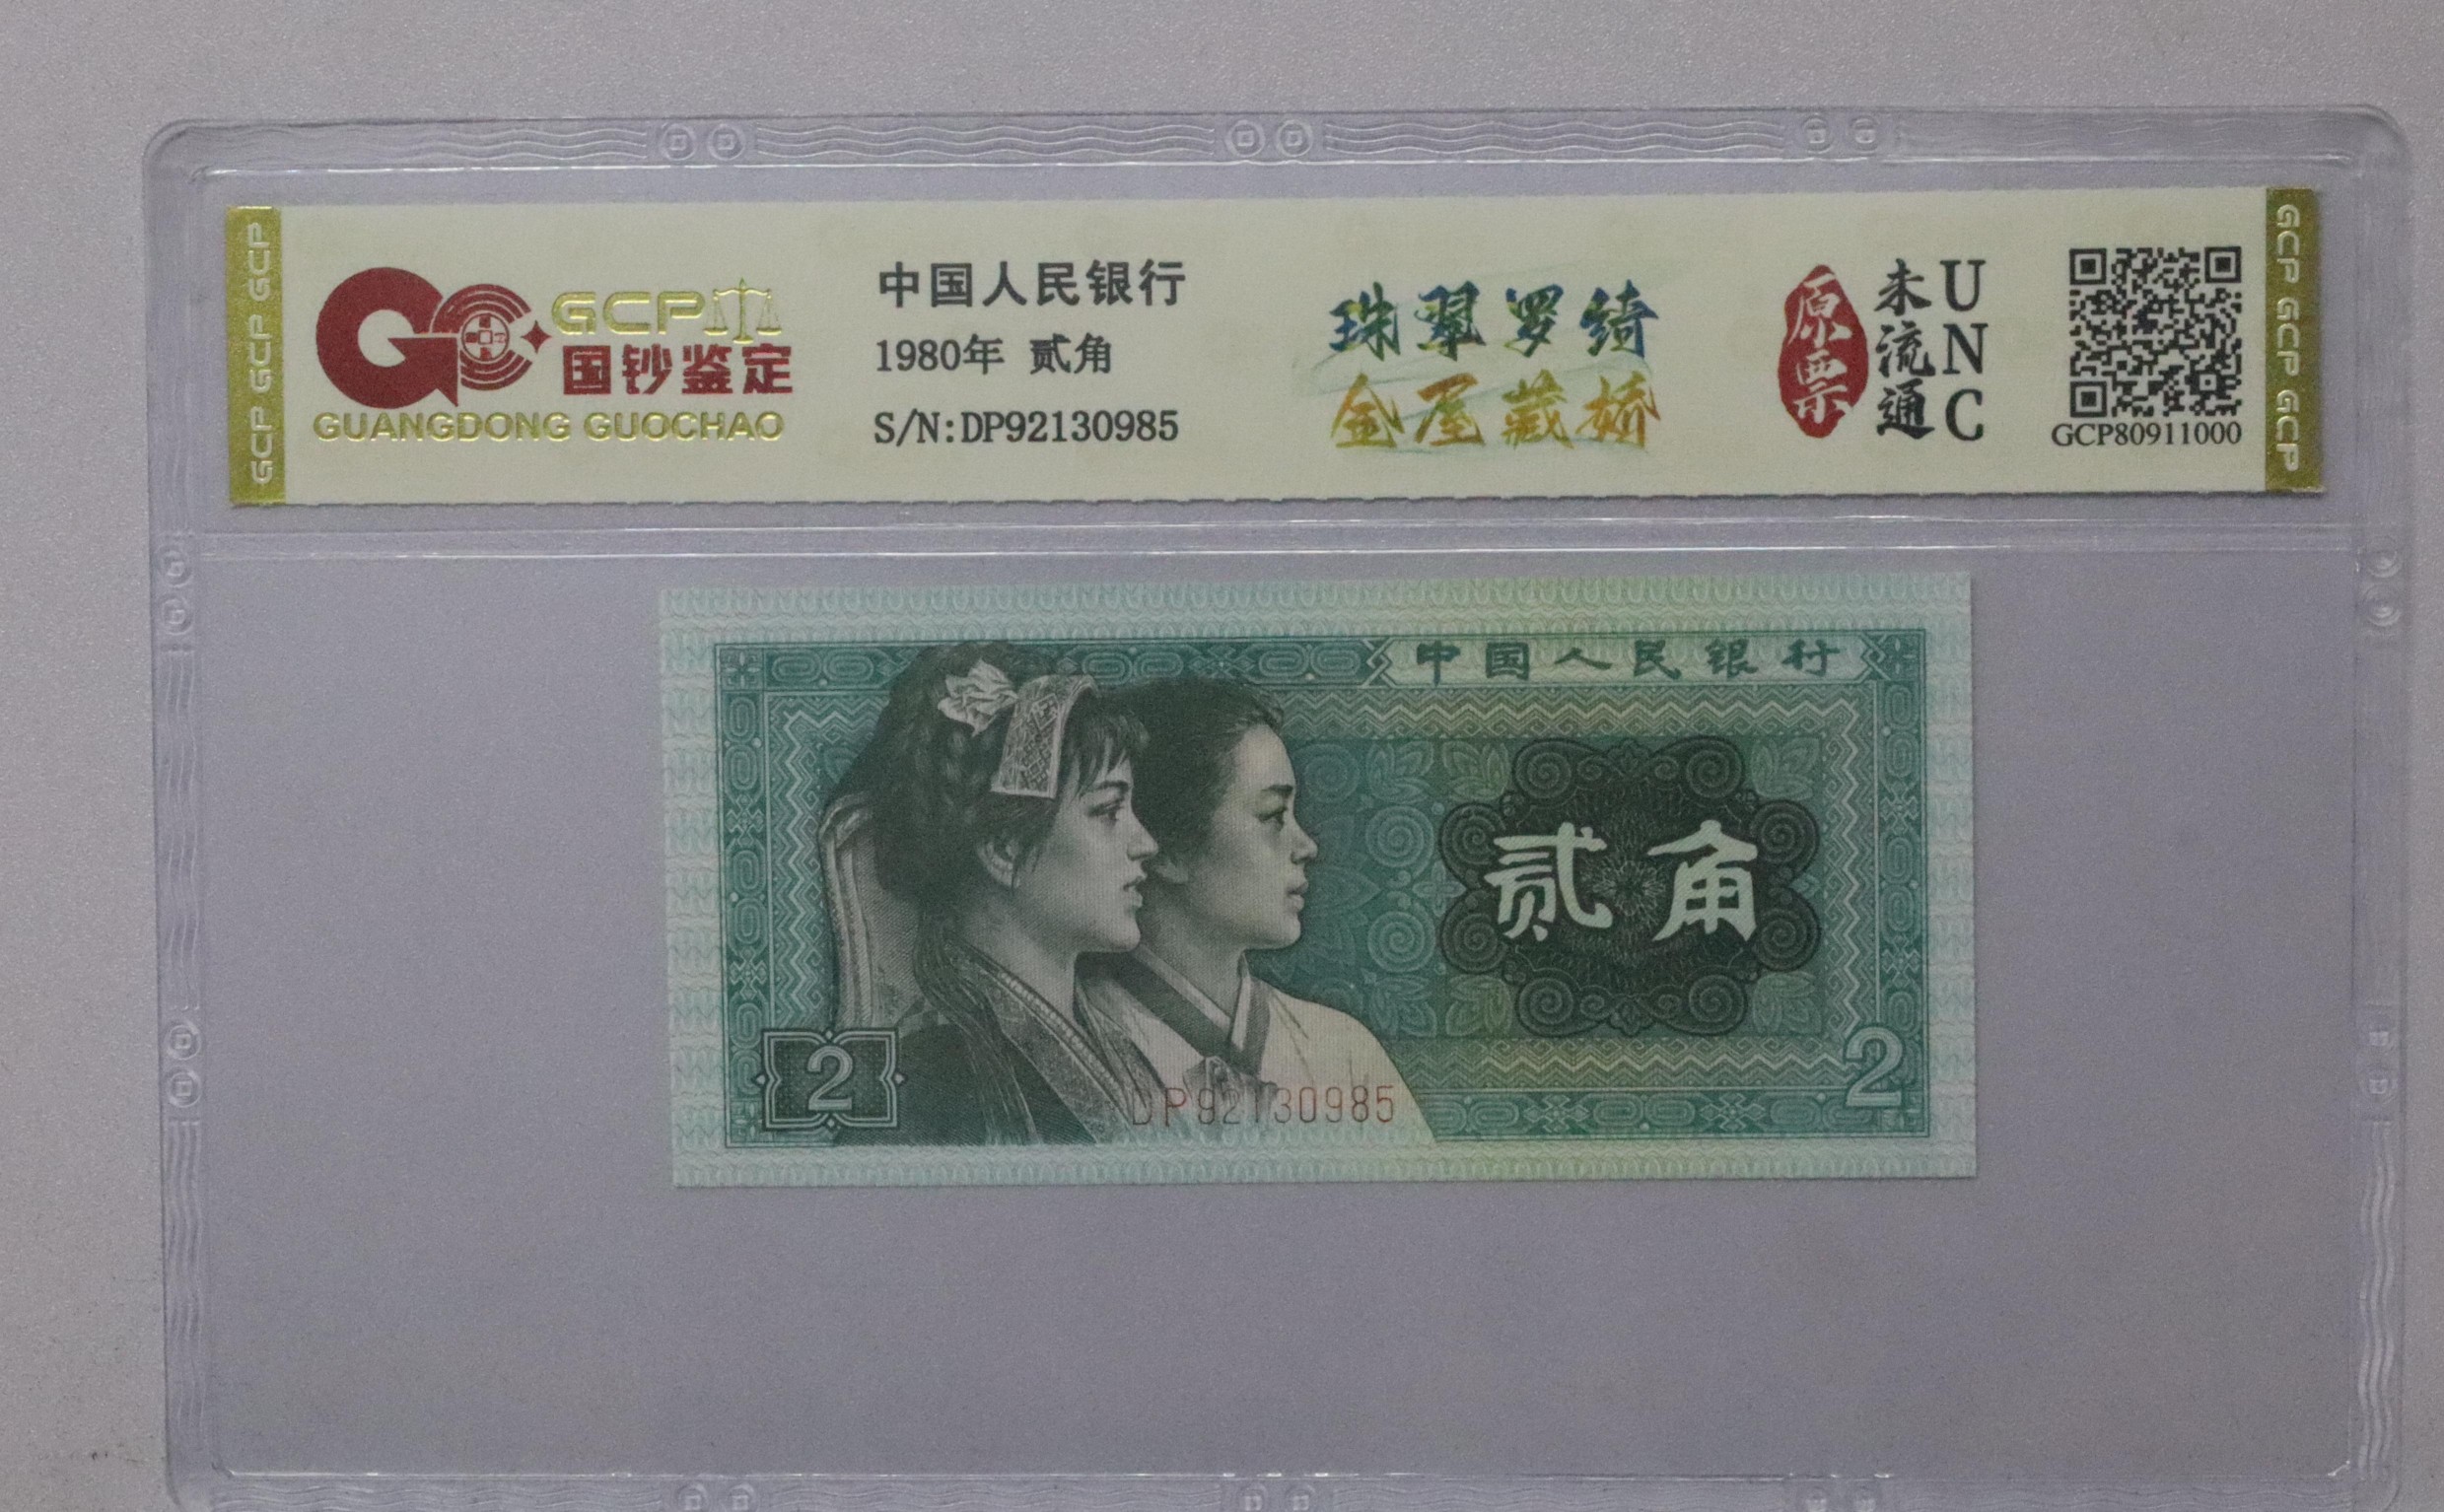 GCP GCP GCP
GCP
国钞鉴定
GUANGDONG GUOCHAO
中国人民银行
1980年 贰角
S/N:DP92130985
珠翠罗绮
金屋藏娇
原票
未流通
UNC
GCP80911000
GCP GCP GCP
中国人民银行
贰角
2
DP92130985
2